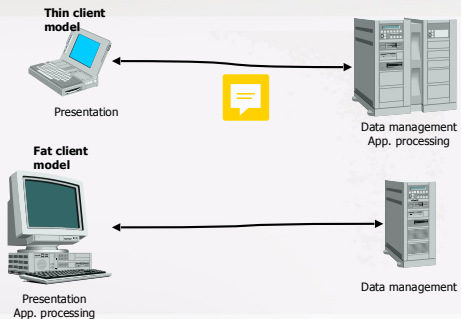 Thin client
model
Presentation
Data management
App. processing
Fat client
model
Presentation
App. processing
Data management